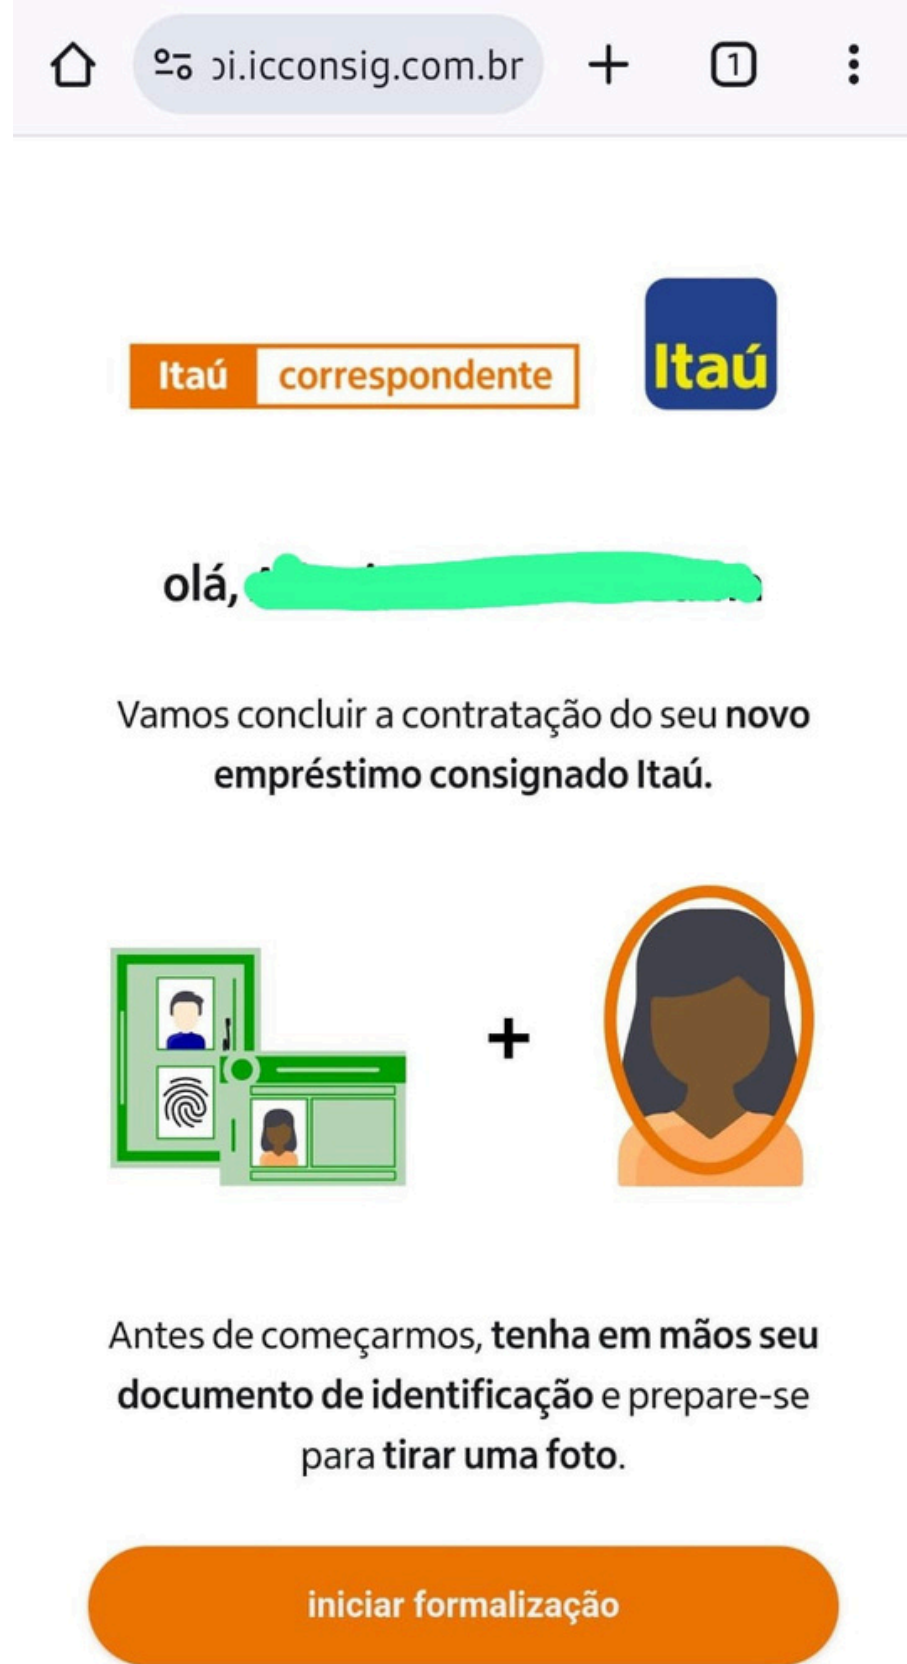 icconsig.com.br
1
Itaú correspondente
Itaú
olá,
Vamos concluir a contratação do seu novo
empréstimo consignado Itaú.
+
Antes de começarmos, tenha em mãos seu
documento de identificação e prepare-se
para tirar uma foto.
iniciar formalização